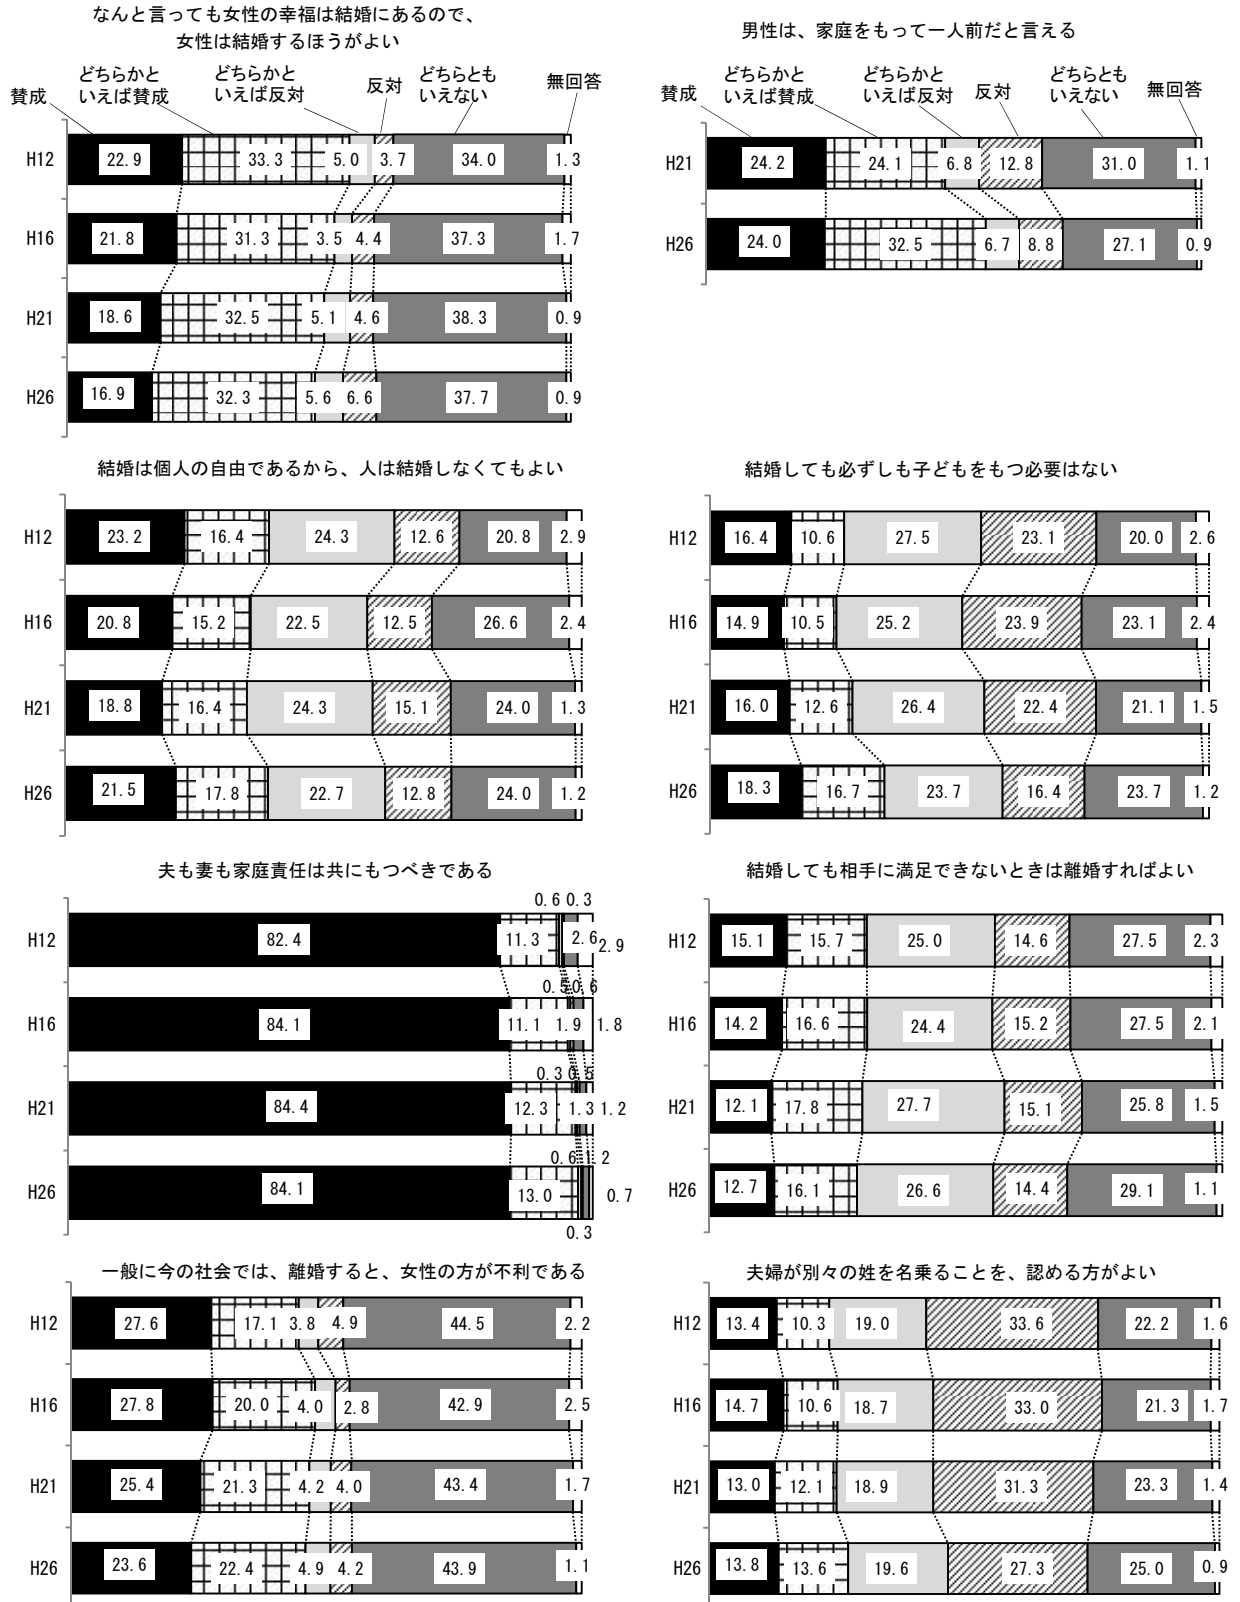 なんと言っても女性の幸福は結婚にあるので、
女性は結婚するほうがよい
賛成
どちらかと
いえば賛成
どちらかと
いえば反対
反対
どちらとも
いえない
無回答
H12 22.9 33.3 5.0 3.7 34.0 1.3
H16 21.8 31.3 3.5 4.4 37.3 1.7
H21 18.6 32.5 5.1 4.6 38.3 0.9
H26 16.9 32.3 5.6 6.6 37.7 0.9
男性は、家庭をもって一人前だと言える
賛成
どちらかと
いえば賛成
どちらかと
いえば反対
反対
どちらとも
いえない
無回答
H21 24.2 24.1 6.8 12.8 31.0 1.1
H26 24.0 32.5 6.7 8.8 27.1 0.9
結婚は個人の自由であるから、人は結婚しなくてもよい
H12 23.2 16.4 24.3 12.6 20.8 2.9
H16 20.8 15.2 22.5 12.5 26.6 2.4
H21 18.8 16.4 24.3 15.1 24.0 1.3
H26 21.5 17.8 22.7 12.8 24.0 1.2
結婚しても必ずしも子どもをもつ必要はない
H12 16.4 10.6 27.5 23.1 20.0 2.6
H16 14.9 10.5 25.2 23.9 23.1 2.4
H21 16.0 12.6 26.4 22.4 21.1 1.5
H26 18.3 16.7 23.7 16.4 23.7 1.2
夫も妻も家庭責任は共にもつべきである
0.6 0.3
H12 82.4 11.3 2.6 2.9
0.5 0.6
H16 84.1 11.1 1.9 1.8
0.3 0.5
H21 84.4 12.3 1.3 1.2
0.6 1.2
H26 84.1 13.0 0.7
0.3
結婚しても相手に満足できないときは離婚すればよい
H12 15.1 15.7 25.0 14.6 27.5 2.3
H16 14.2 16.6 24.4 15.2 27.5 2.1
H21 12.1 17.8 27.7 15.1 25.8 1.5
H26 12.7 16.1 26.6 14.4 29.1 1.1
一般に今の社会では、離婚すると、女性の方が不利である
H12 27.6 17.1 3.8 4.9 44.5 2.2
H16 27.8 20.0 4.0 2.8 42.9 2.5
H21 25.4 21.3 4.2 4.0 43.4 1.7
H26 23.6 22.4 4.9 4.2 43.9 1.1
夫婦が別々の姓を名乗ることを、認める方がよい
H12 13.4 10.3 19.0 33.6 22.2 1.6
H16 14.7 10.6 18.7 33.0 21.3 1.7
H21 13.0 12.1 18.9 31.3 23.3 1.4
H26 13.8 13.6 19.6 27.3 25.0 0.9